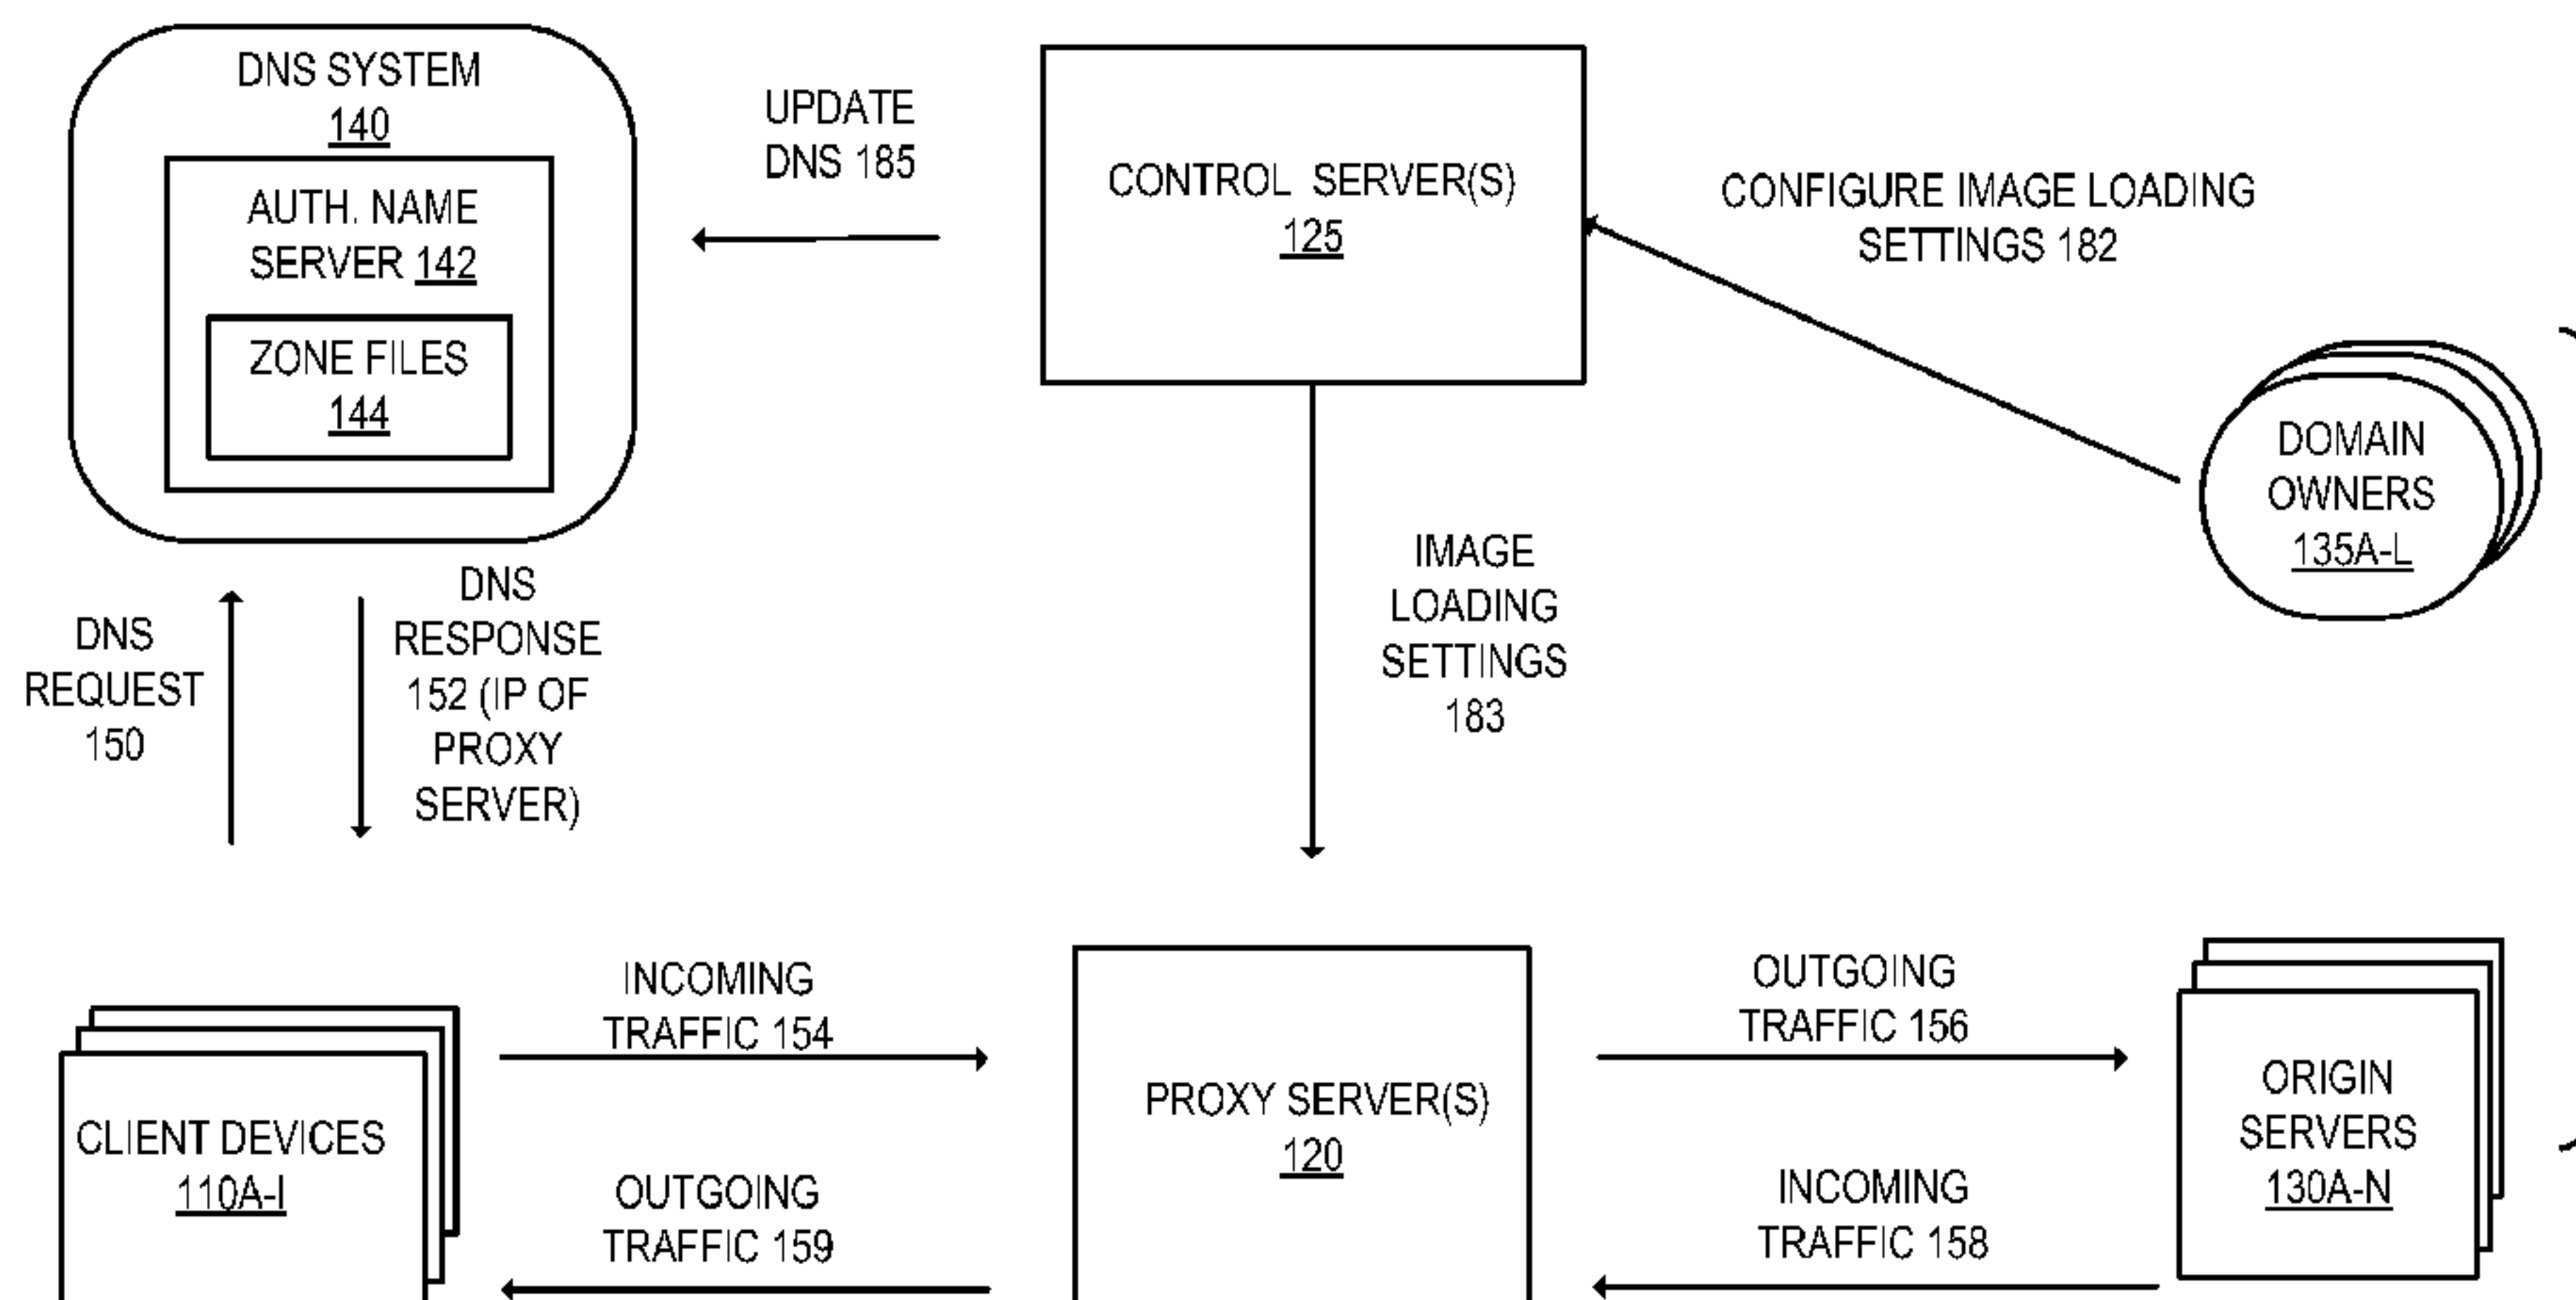 DNS SYSTEM
140
AUTH. NAME
SERVER 142
ZONE FILES
144
UPDATE
DNS 185
CONTROL SERVER(S)
125
CONFIGURE IMAGE LOADING
SETTINGS 182
DOMAIN
OWNERS
135A-L
DNS
REQUEST
150
DNS
RESPONSE
152 (IP OF
PROXY
SERVER)
IMAGE
LOADING
SETTINGS
183
CLIENT DEVICES
110A-I
INCOMING
TRAFFIC 154
OUTGOING
TRAFFIC 159
PROXY SERVER(S)
120
OUTGOING
TRAFFIC 156
INCOMING
TRAFFIC 158
ORIGIN
SERVERS
130A-N